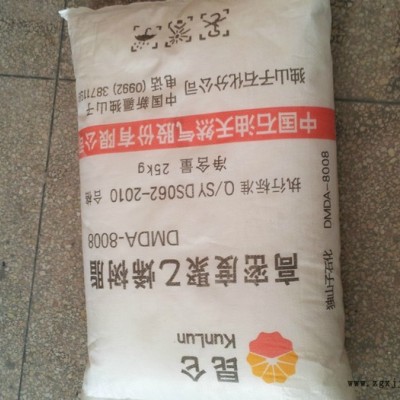 昆仑
KunLun
高密度聚乙烯树脂
DMDA-8008
执行标准 Q/SY DS062-2010 合格
净含量 25kg
中国石油天然气股份有限公司
独山子石化分公司
中国新疆独山子
电话 (0992) 387115
独山子石化 DMDA-8008